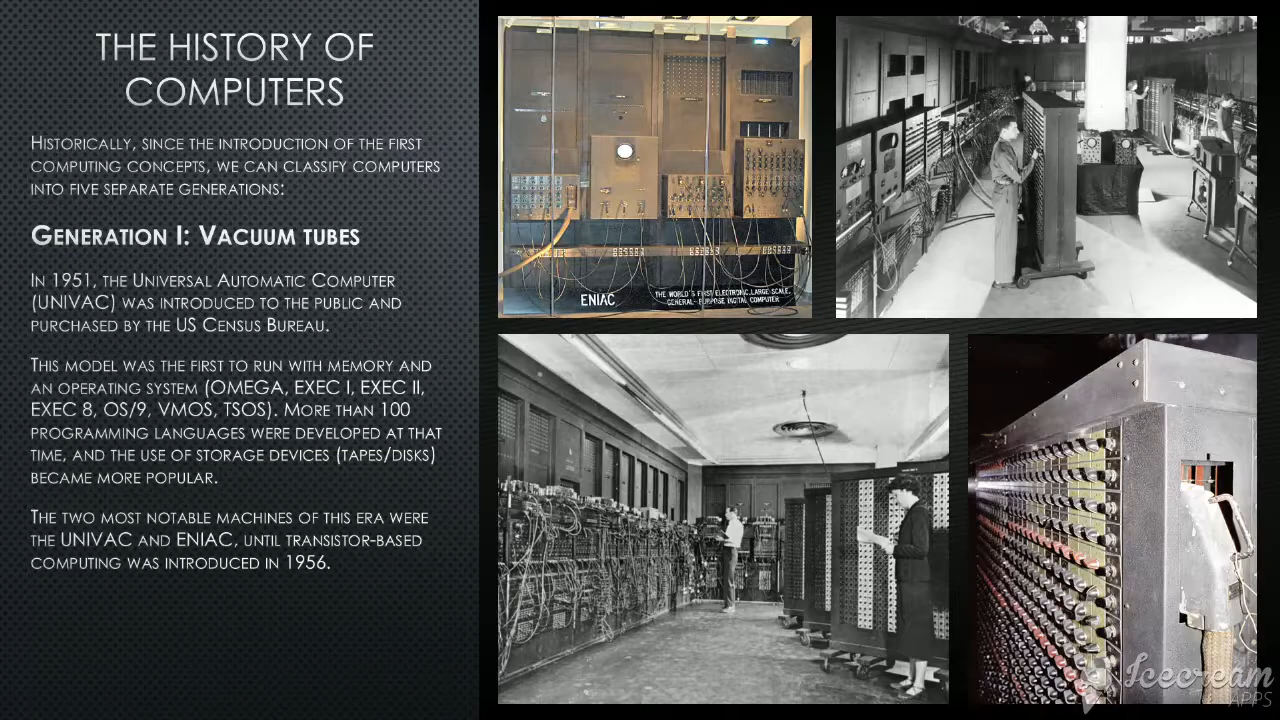 THE HISTORY OF
COMPUTERS
HISTORICALLY, SINCE THE INTRODUCTION OF THE FIRST
COMPUTING CONCEPTS, WE CAN CLASSIFY COMPUTERS
INTO FIVE SEPARATE GENERATIONS:
GENERATION I: VACUUM TUBES
IN 1951, THE UNIVERSAL AUTOMATIC COMPUTER
(UNIVAC) WAS INTRODUCED TO THE PUBLIC AND
PURCHASED BY THE US CENSUS BUREAU.
THIS MODEL WAS THE FIRST TO RUN WITH MEMORY AND
AN OPERATING SYSTEM (OMEGA, EXEC I, EXEC II,
EXEC 8, OS/9, VMOS, TSOS). MORE THAN 100
PROGRAMMING LANGUAGES WERE DEVELOPED AT THAT
TIME, AND THE USE OF STORAGE DEVICES (TAPES/DISKS)
BECAME MORE POPULAR.
THE TWO MOST NOTABLE MACHINES OF THIS ERA WERE
THE UNIVAC AND ENIAC, UNTIL TRANSISTOR-BASED
COMPUTING WAS INTRODUCED IN 1956.
ENIAC
THE WORLD'S FIRST ELECTRONIC, LARGE SCALE,
GENERAL-PURPOSE DIGITAL COMPUTER
Icecream
APPS